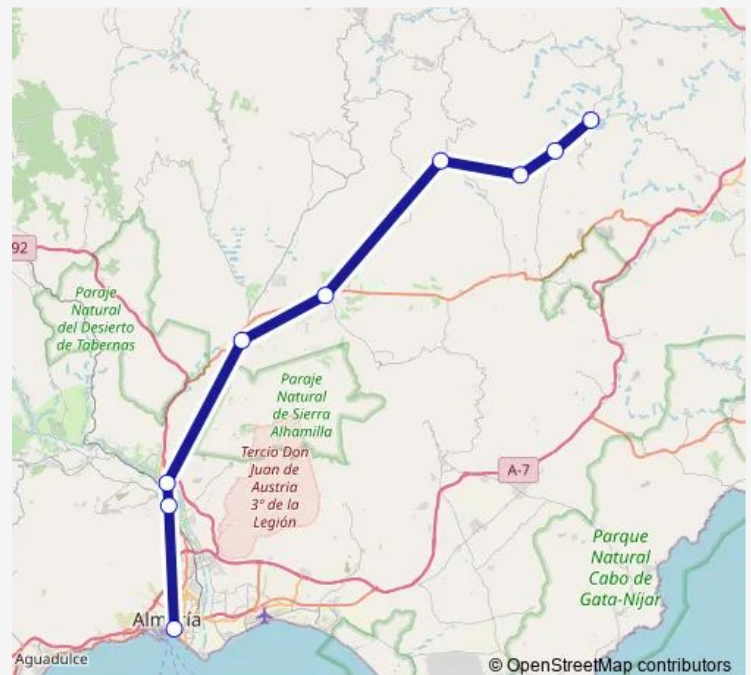 92
Paraje
Natural
del Desierto
de Tabernas
Paraje
Natural
de Sierra
Alhamilla
Tercio Don
Juan de
Austria
3º de la
Legión
A-7
Parque
Natural
Cabo de
Gata-Níjar
Almería
Aguadulce
© OpenStreetMap contributors